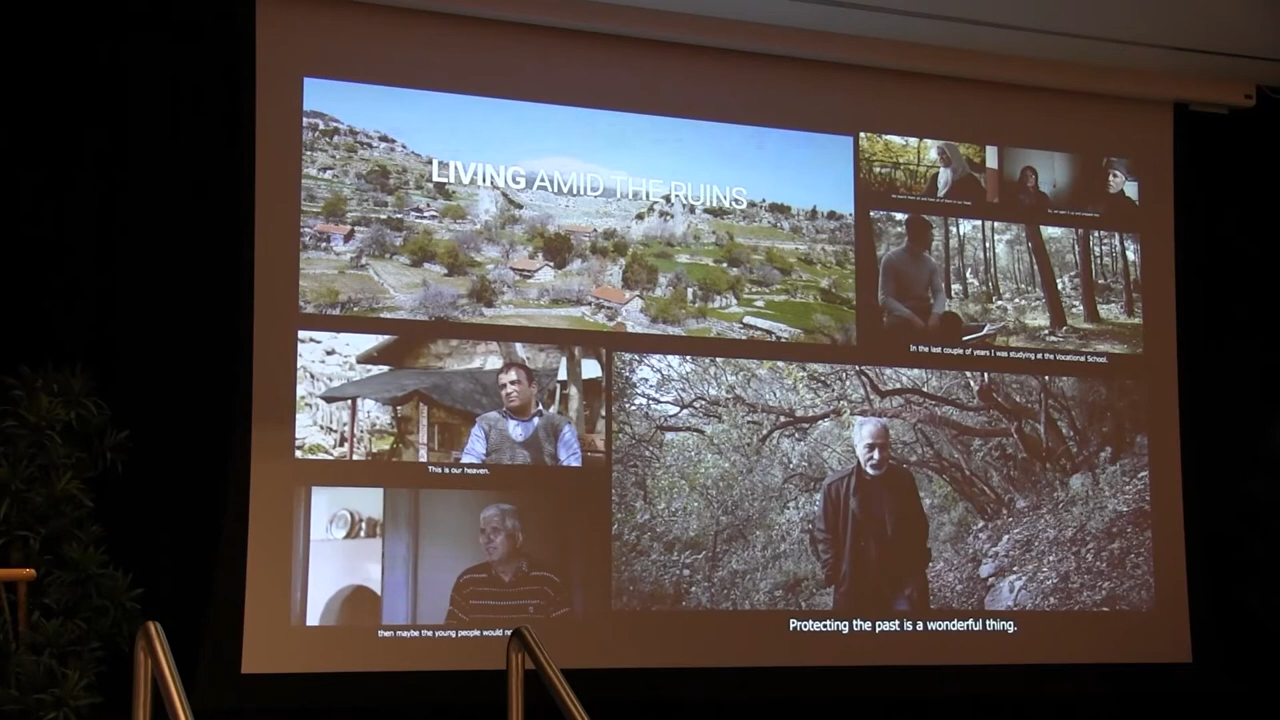 LIVING AMID THE RUINS
In the last couple of years I was studying at the Vocational School.
This is our heaven.
then maybe the young people would
Protecting the past is a wonderful thing.